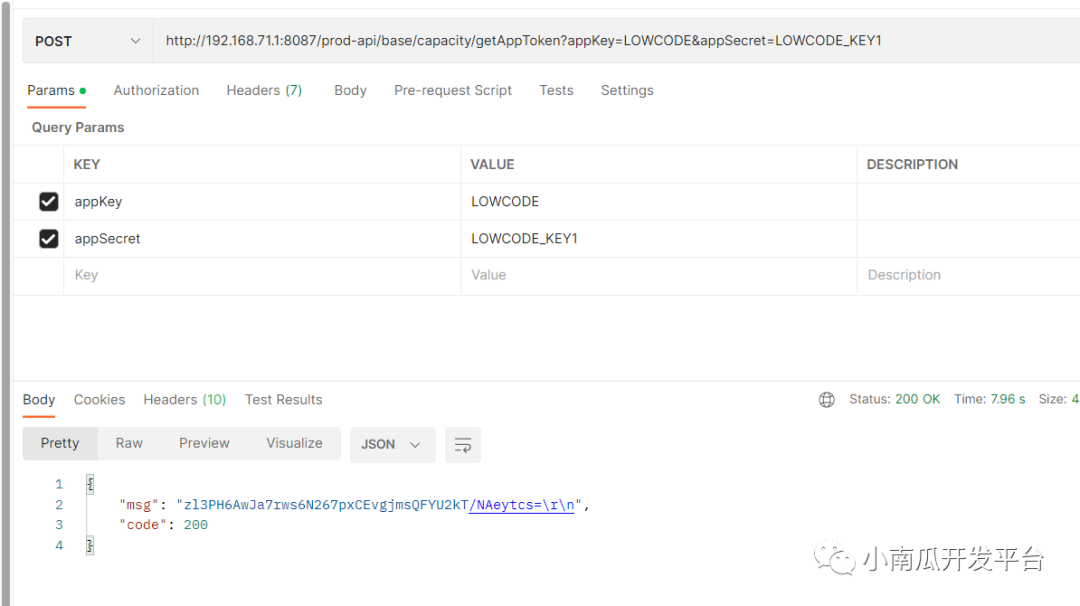 POST http://192.168.71.1:8087/prod-api/base/capacity/getAppToken?appKey=LOWCODE&appSecret=LOWCODE_KEY1
Params Authorization Headers (7) Body Pre-request Script Tests Settings
Query Params
KEY VALUE DESCRIPTION
appKey LOWCODE
appSecret LOWCODE_KEY1
Key Value Description
Body Cookies Headers (10) Test Results Status: 200 OK Time: 7.96 s Size: 4
Pretty Raw Preview Visualize JSON
1 {
2 "msg": "zl3PH6AwJa7rws6N267pxCEvgjmsQFYU2kT/NAeytcs=\r\n",
3 "code": 200
4 }
小南瓜开发平台